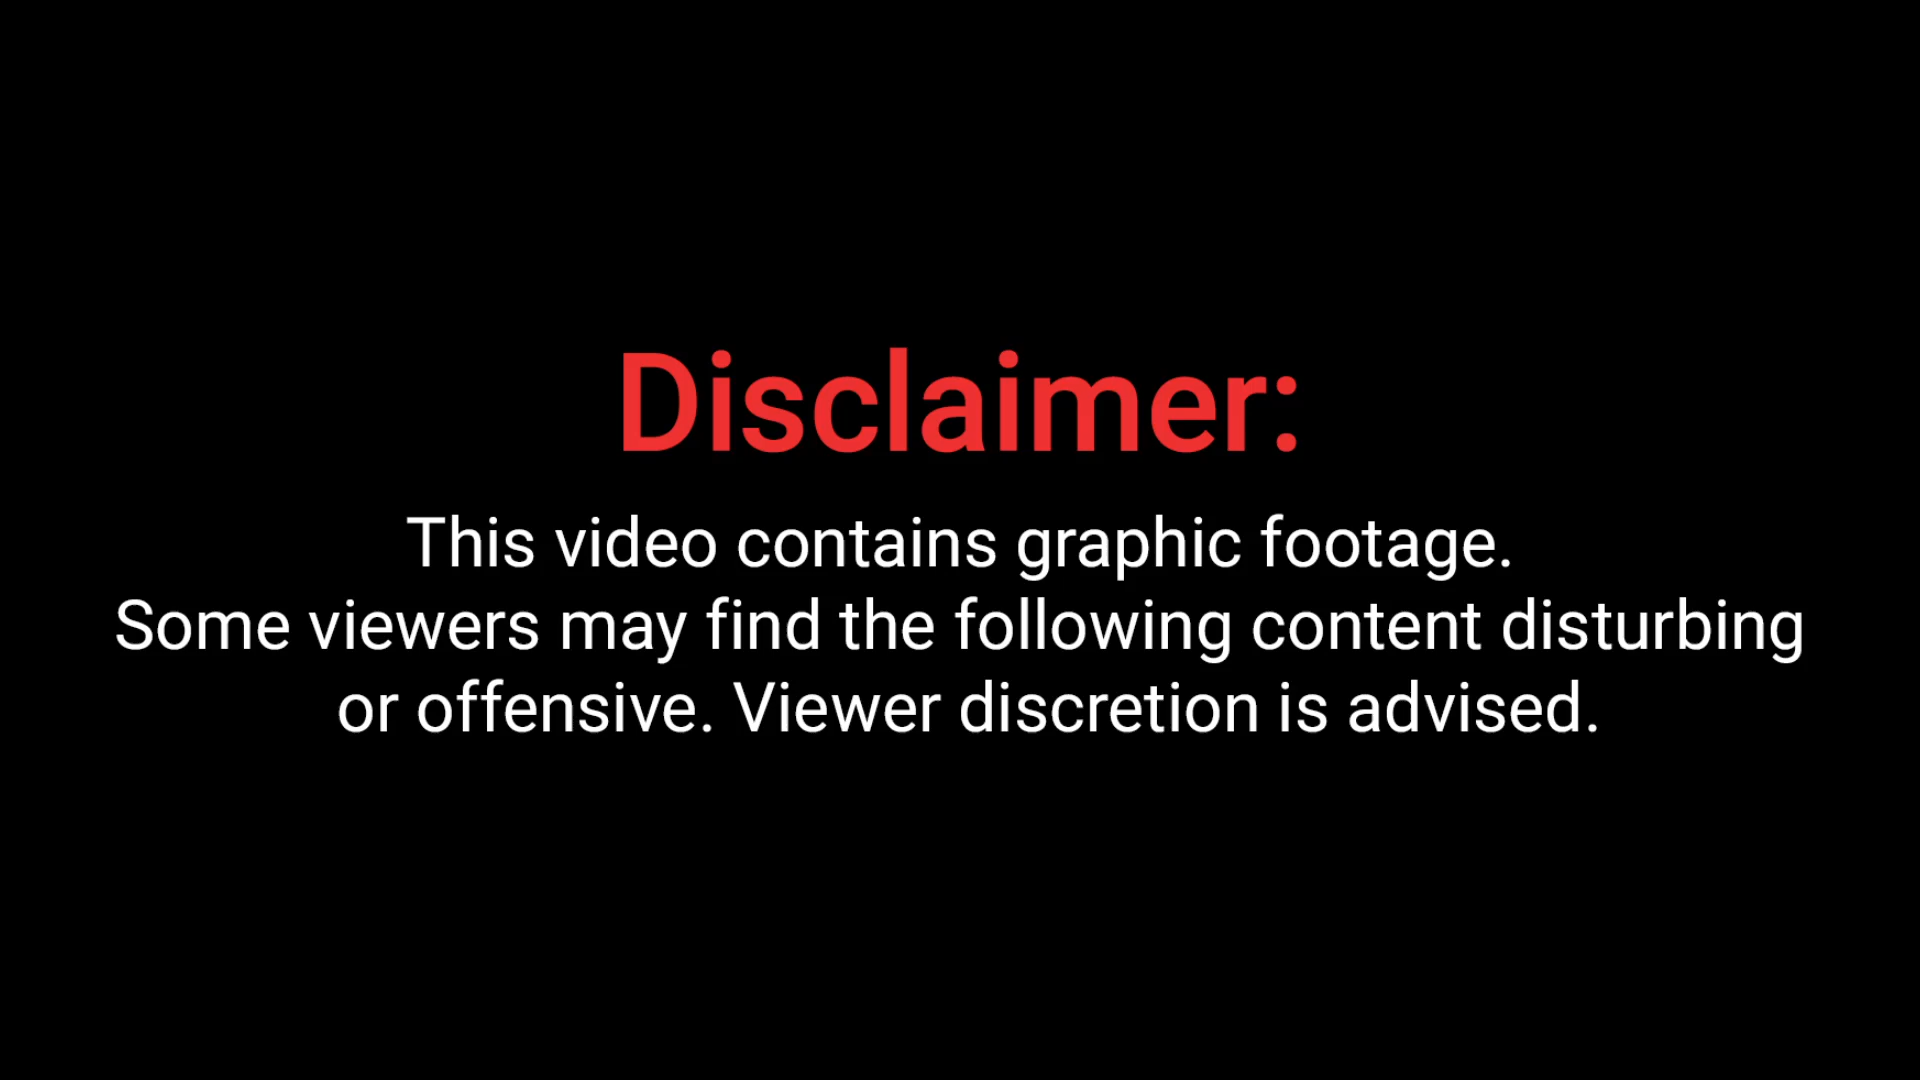 Disclaimer:
This video contains graphic footage.
Some viewers may find the following content disturbing
or offensive. Viewer discretion is advised.